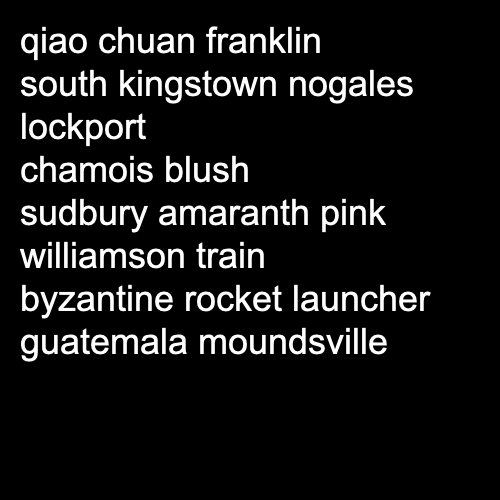 qiao chuan franklin
south kingstown nogales
lockport
chamois blush
sudbury amaranth pink
williamson train
byzantine rocket launcher
guatemala moundsville